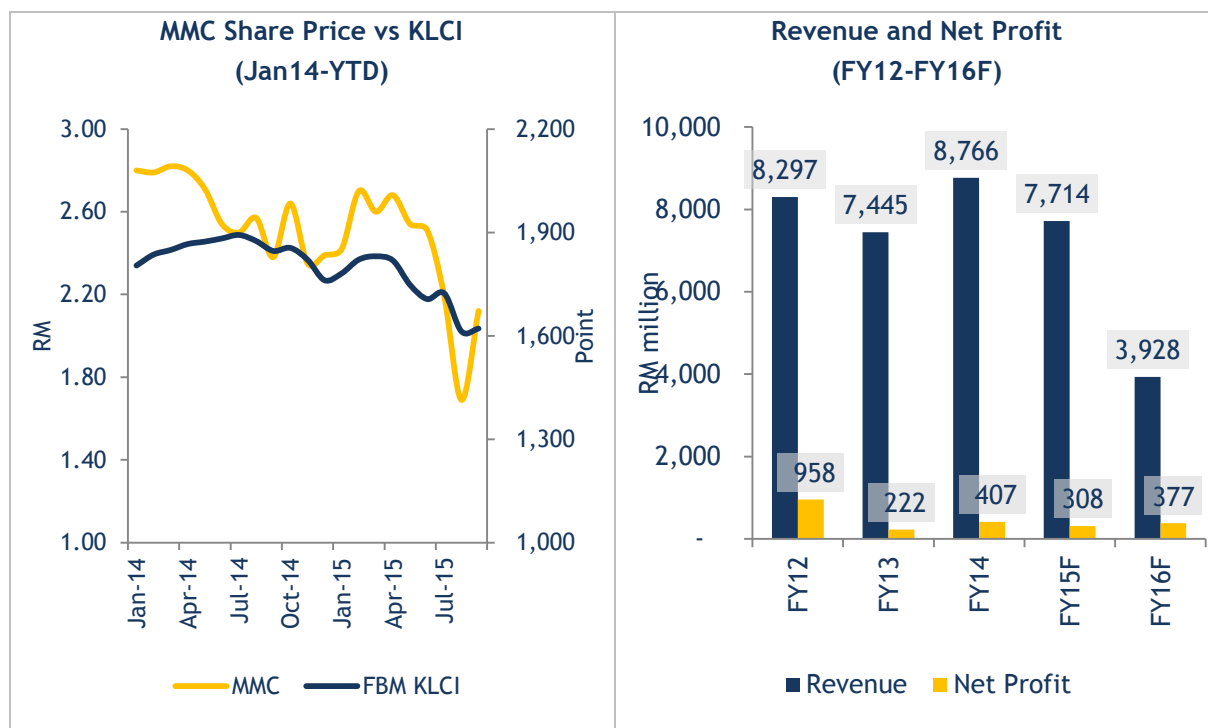 MMC Share Price vs KLCI
(Jan14-YTD)
3.00
2.60
2.20
1.80
1.40
1.00
RM
2,200
1,900
1,600
1,300
1,000
Point
Jan-14
Apr-14
Jul-14
Oct-14
Jan-15
Apr-15
Jul-15
MMC
FBM KLCI
Revenue and Net Profit
(FY12-FY16F)
10,000
8,000
6,000
4,000
2,000
-
RM million
8,297
7,445
8,766
7,714
3,928
958
222
407
308
377
FY12
FY13
FY14
FY15F
FY16F
Revenue
Net Profit